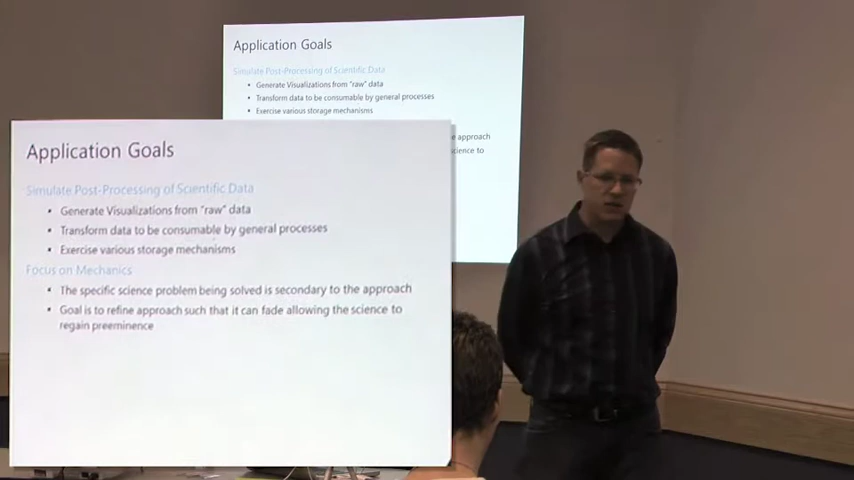 Application Goals
Simulate Post-Processing of Scientific Data
• Generate Visualizations from "raw" data
• Transform data to be consumable by general processes
• Exercise various storage mechanisms
e approach
cience to
Application Goals
Simulate Post-Processing of Scientific Data
• Generate Visualizations from "raw" data
• Transform data to be consumable by general processes
• Exercise various storage mechanisms
Focus on Mechanics
• The specific science problem being solved is secondary to the approach
• Goal is to refine approach such that it can fade allowing the science to
regain preeminence